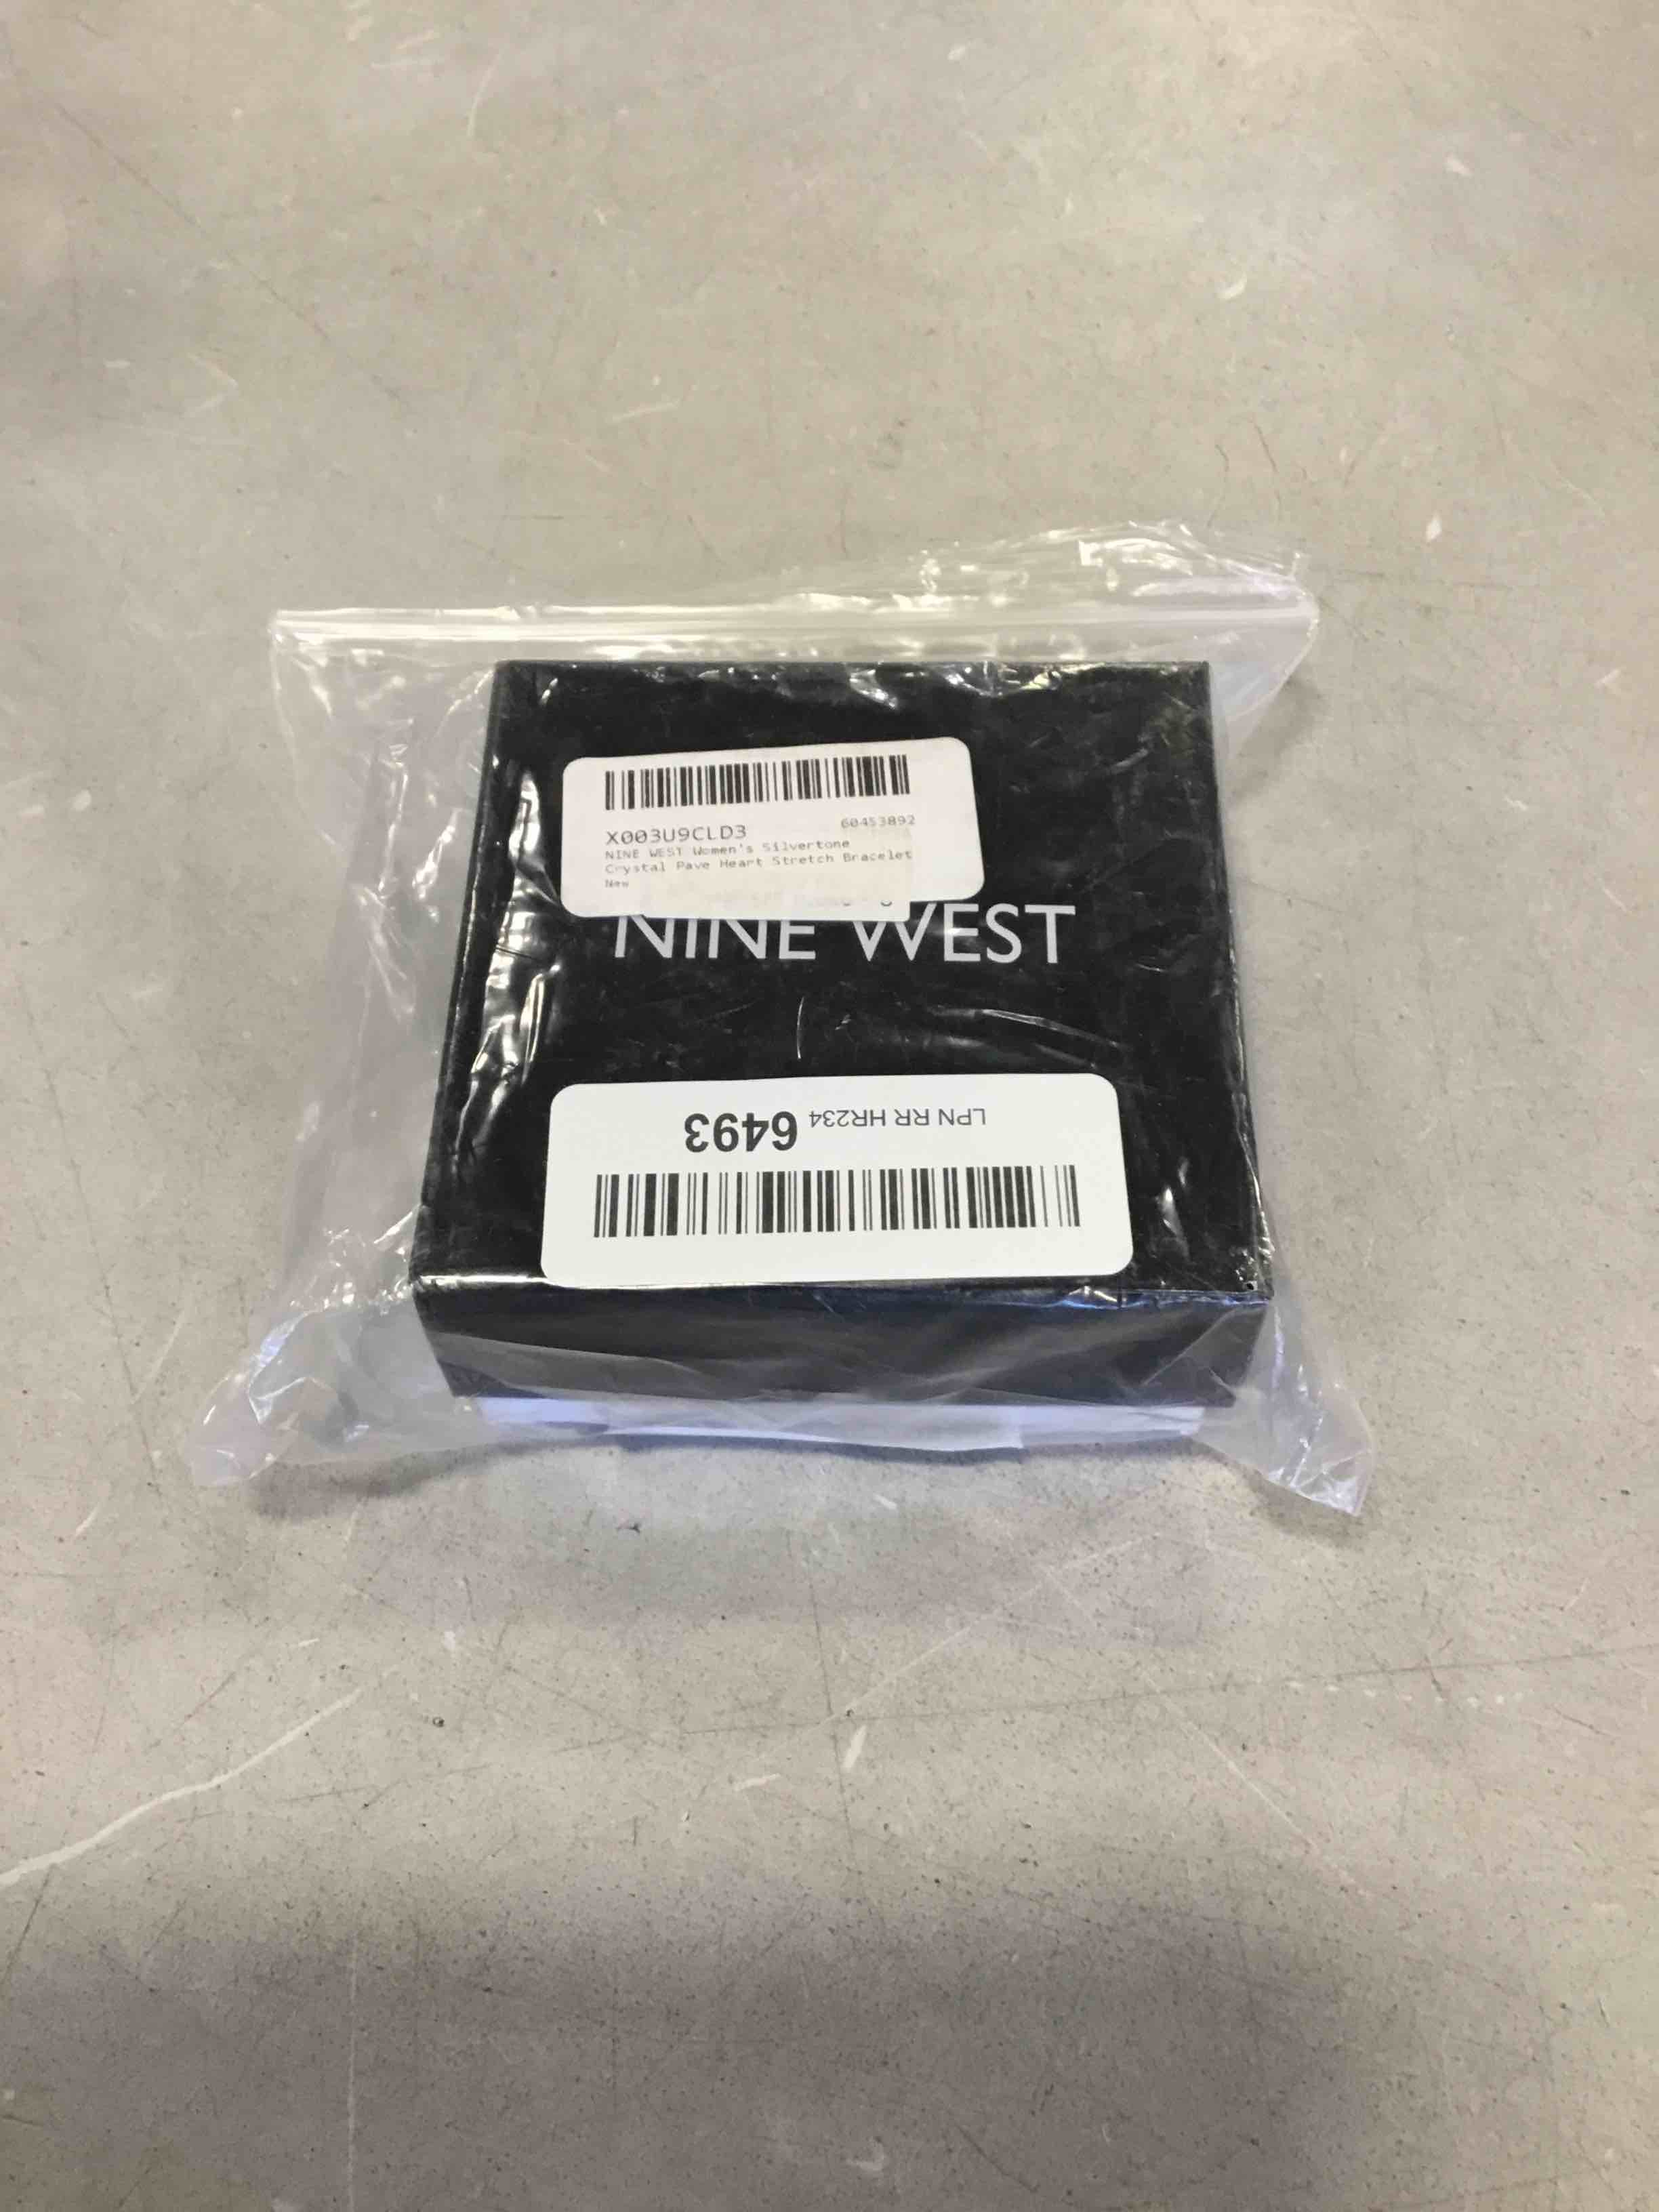 X003U9CLD3 60453892
NINE WEST Women's Silvertone
Crystal Pave Heart Stretch Bracelet
New
NINE WEST
LPN RR HR234 6493